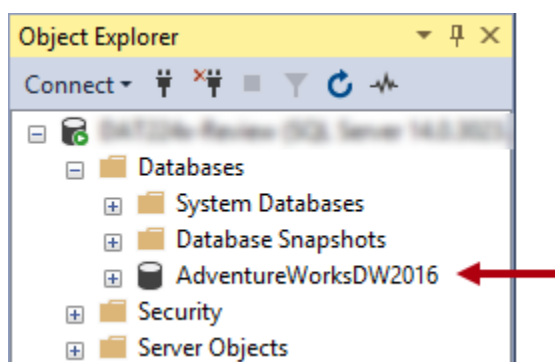 Object Explorer
Connect
Databases
System Databases
Database Snapshots
AdventureWorksDW2016
Security
Server Objects